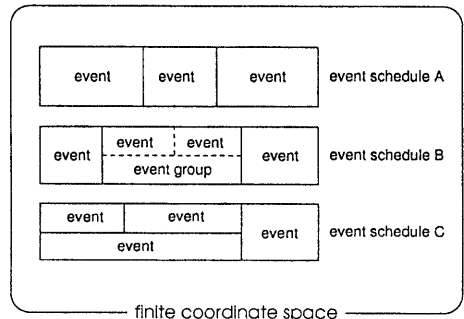 event event event event schedule A
event event event event event schedule B
event group
event event event event schedule C
event
finite coordinate space